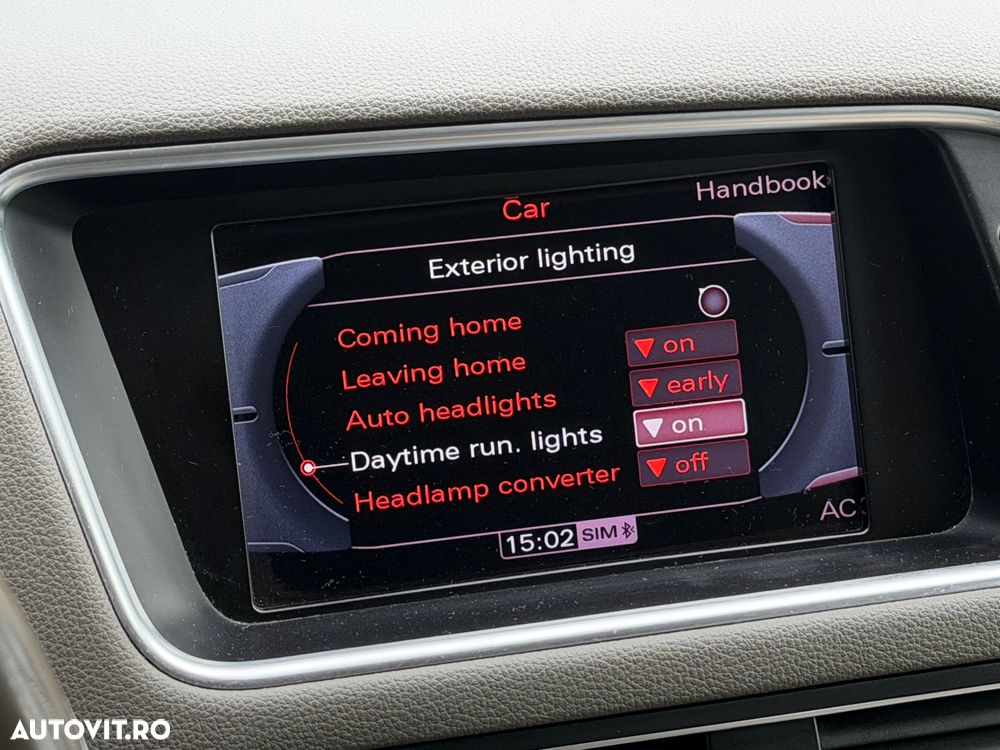 Handbook
Car
Exterior lighting
Coming home
Leaving home on
Auto headlights early
Daytime run. lights on
Headlamp converter off
15:02 SIM
AC
AUTOVIT.RO